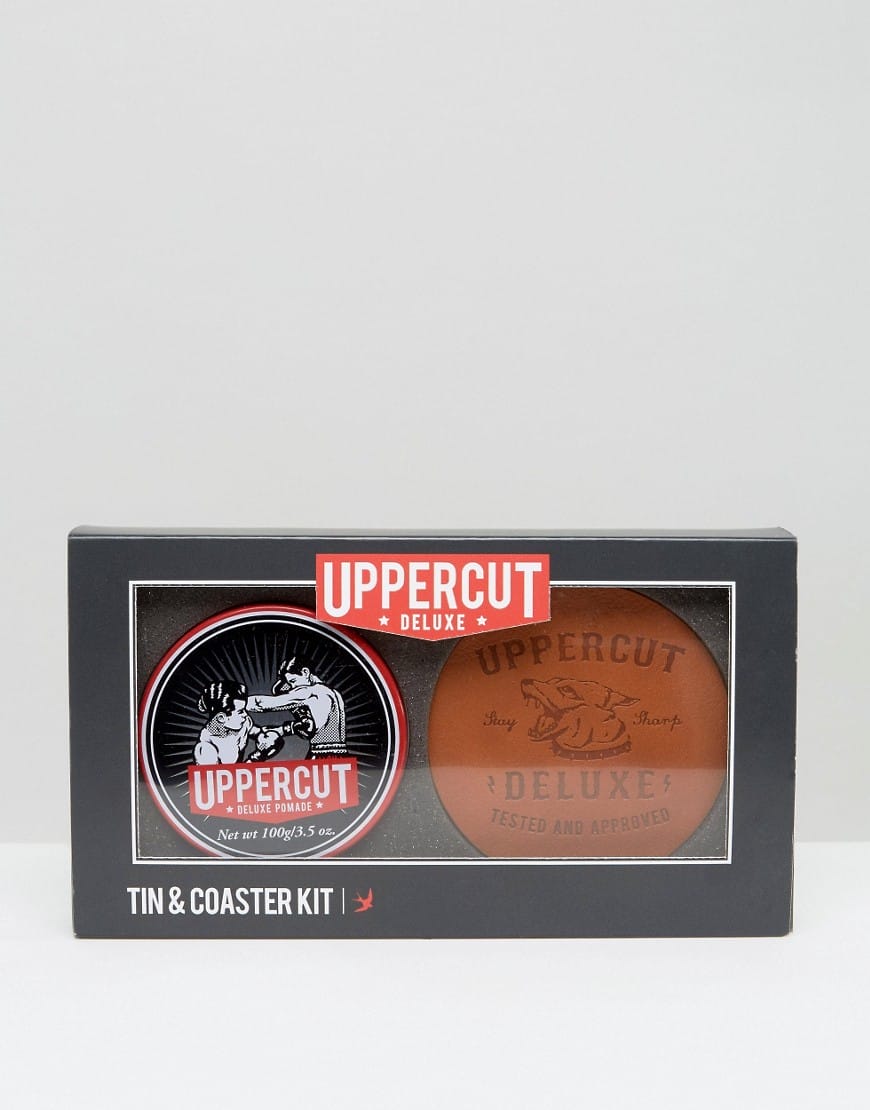 UPPERCUT
DELUXE
UPPERCUT
DELUXE POMADE
Net wt 100g/3.5 oz.
UPPERCUT
Stay Sharp
DELUXE
TESTED AND APPROVED
TIN & COASTER KIT